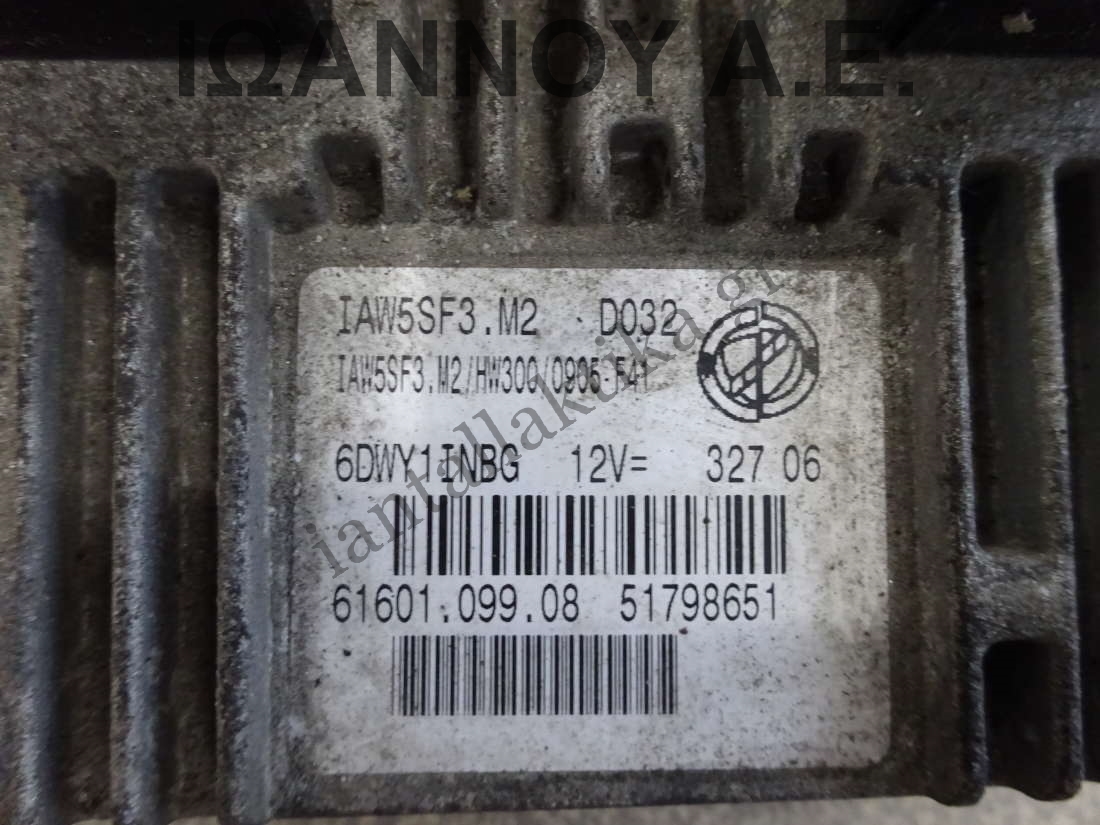 ΙΩΑΝΝΟΥ Α.Ε.
IAW5SF3.M2 D032
IAW5SF3.M2/HW300/0905-F41
6DWY1INBG 12V= 327 06
61601.099.08 51798651
iantallaktika.gr